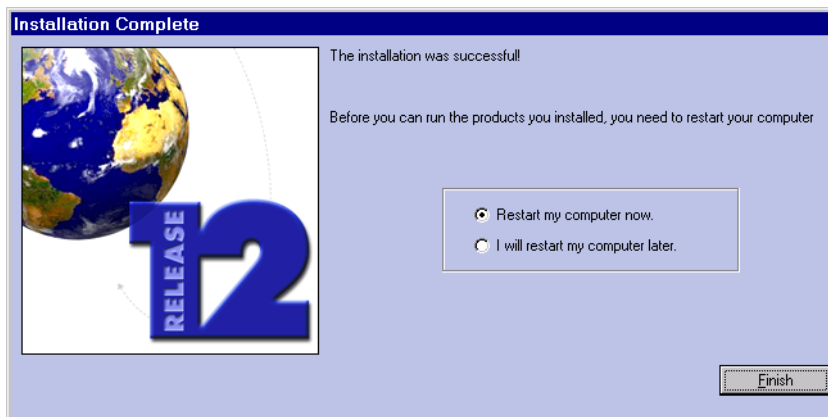 Installation Complete
The installation was successful!
Before you can run the products you installed, you need to restart your computer
Restart my computer now.
I will restart my computer later.
RELEASE
12
Finish